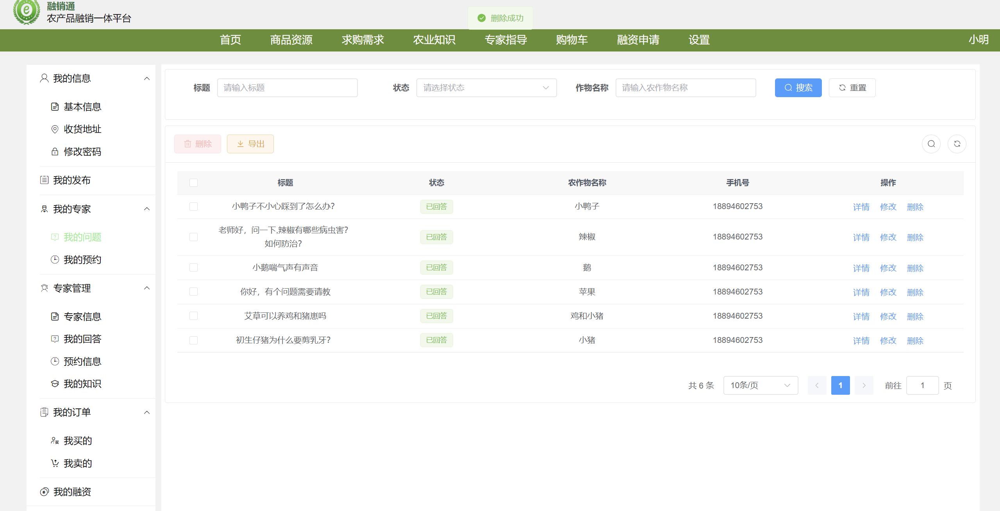 融销通
农产品融销一体平台
删除成功
首页 商品资源 求购需求 农业知识 专家指导 购物车 融资申请 设置 小明
我的信息
基本信息
收货地址
修改密码
我的发布
我的专家
我的问题
我的预约
专家管理
专家信息
我的回答
预约信息
我的知识
我的订单
我买的
我卖的
我的融资
标题 请输入标题 状态 请选择状态 作物名称 请输入农作物名称 搜索 重置
删除 导出
标题 状态 农作物名称 手机号 操作
小鸭子不小心踩到了怎么办? 已回答 小鸭子 18894602753 详情 修改 删除
老师好，问一下,辣椒有哪些病虫害?
如何防治? 已回答 辣椒 18894602753 详情 修改 删除
小鹅喘气声有声音 已回答 鹅 18894602753 详情 修改 删除
你好，有个问题需要请教 已回答 苹果 18894602753 详情 修改 删除
艾草可以养鸡和猪崽吗 已回答 鸡和小猪 18894602753 详情 修改 删除
初生仔猪为什么要剪乳牙? 已回答 小猪 18894602753 详情 修改 删除
共 6 条 10条/页 1 前往 1 页